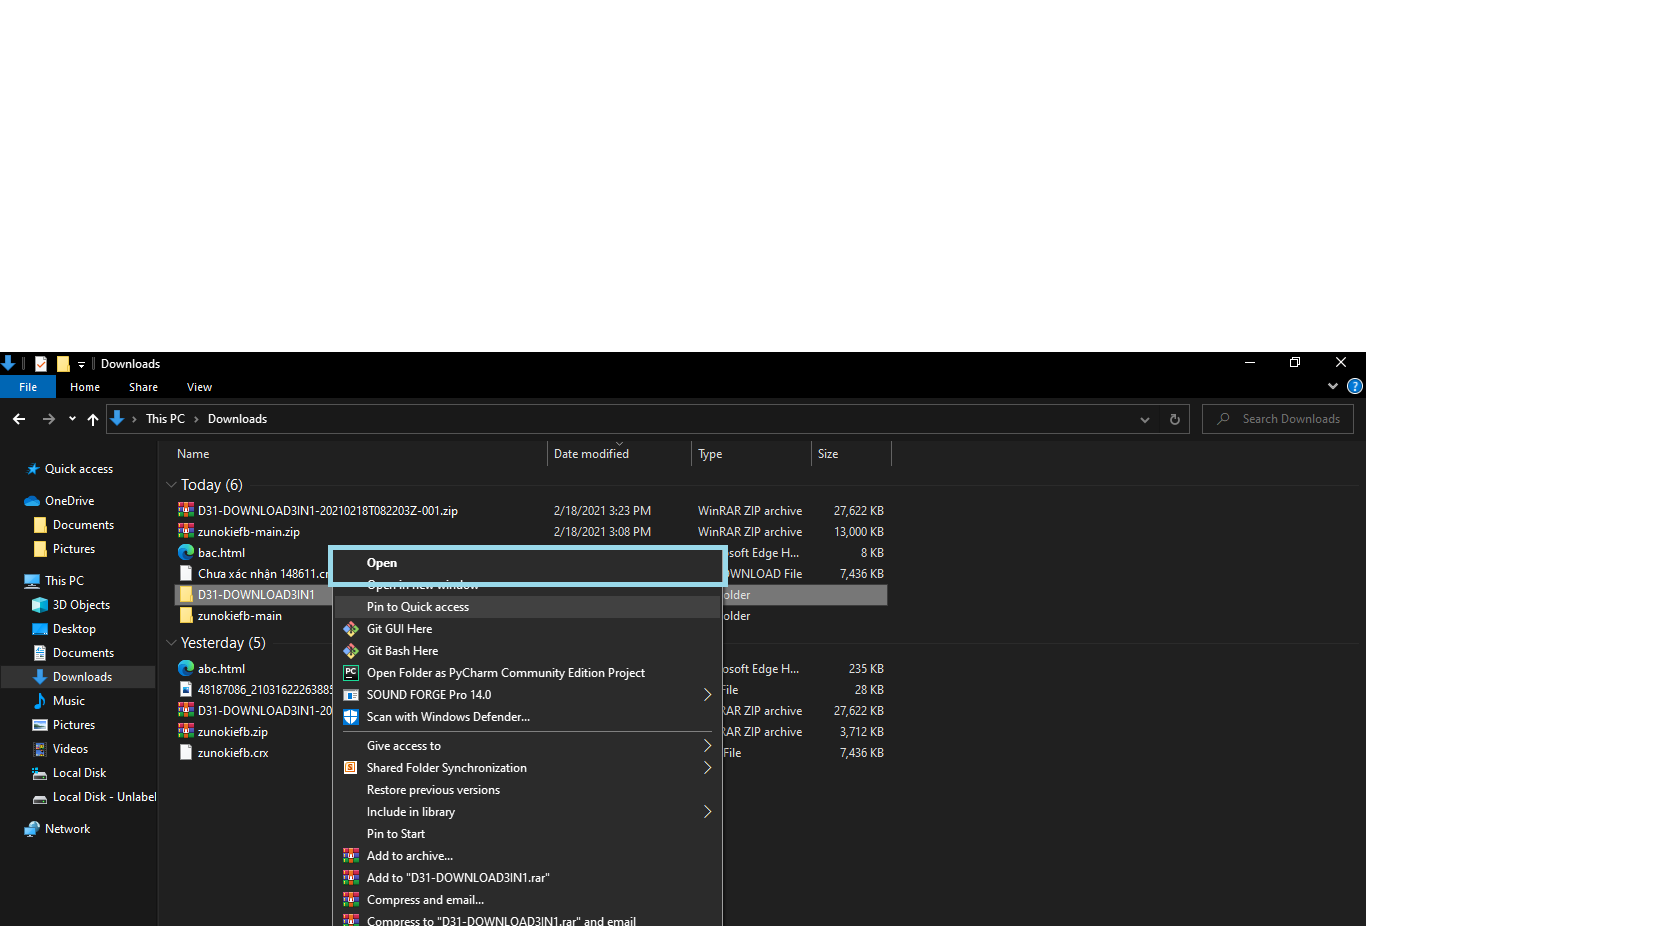 Downloads
File Home Share View
This PC Downloads Search Downloads
Name Date modified Type Size
Quick access
OneDrive
Documents
Pictures
This PC
3D Objects
Desktop
Documents
Downloads
Music
Pictures
Videos
Local Disk
Local Disk - Unlabel
Network
Today (6)
D31-DOWNLOAD3IN1-20210218T082203Z-001.zip 2/18/2021 3:23 PM WinRAR ZIP archive 27,622 KB
zunokiefb-main.zip 2/18/2021 3:08 PM WinRAR ZIP archive 13,000 KB
bac.html osoft Edge H... 8 KB
Chưa xác nhận 148611.cr OWNLOAD File 7,436 KB
D31-DOWNLOAD3IN1 older
zunokiefb-main older
Yesterday (5)
abc.html osoft Edge H... 235 KB
48187086_2103162226388 File 28 KB
D31-DOWNLOAD3IN1-20 AR ZIP archive 27,622 KB
zunokiefb.zip AR ZIP archive 3,712 KB
zunokiefb.crx File 7,436 KB
Open
Open in new window
Pin to Quick access
Git GUI Here
Git Bash Here
PC Open Folder as PyCharm Community Edition Project
SOUND FORGE Pro 14.0
Scan with Windows Defender...
Give access to
S Shared Folder Synchronization
Restore previous versions
Include in library
Pin to Start
Add to archive...
Add to "D31-DOWNLOAD3IN1.rar"
Compress and email...
Compress to "D31-DOWNLOAD3IN1.rar" and email